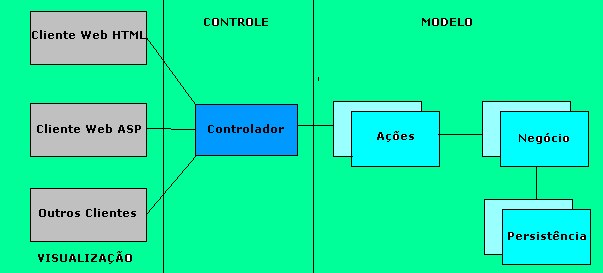 CONTROLE
MODELO
Cliente Web HTML
Cliente Web ASP
Controlador
Ações
Negócio
Outros Clientes
Persistência
VISUALIZAÇÃO